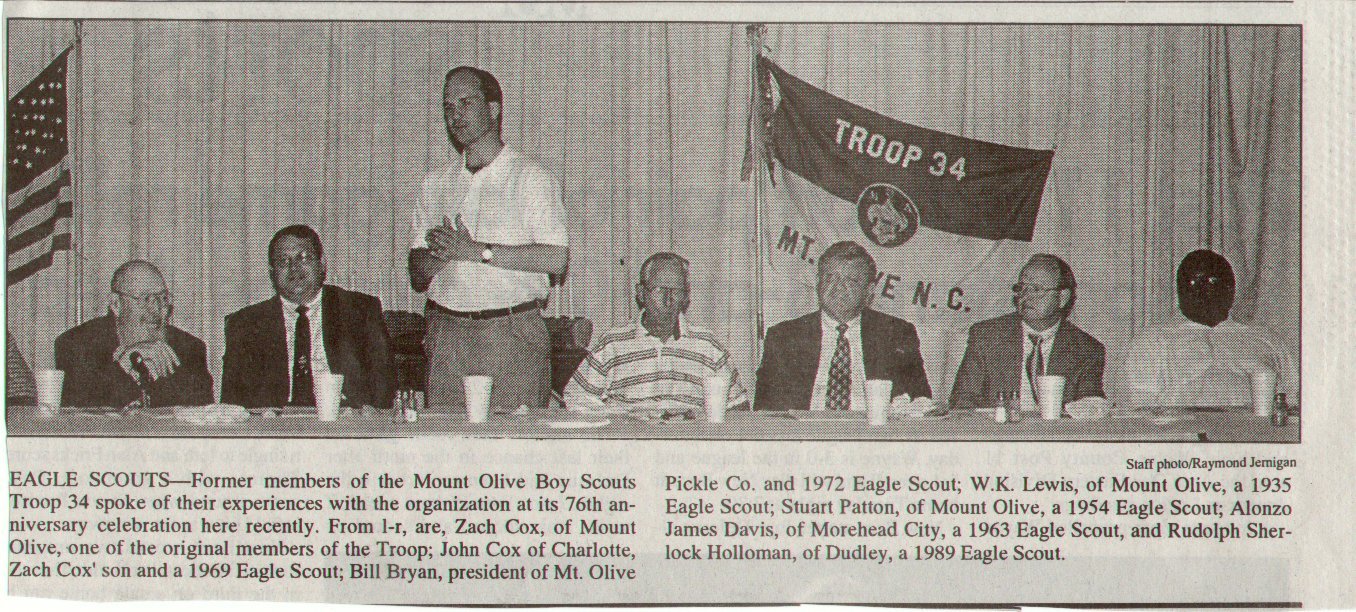 TROOP 34
MT. 
VE N.C.
Staff photo/Raymond Jernigan
EAGLE SCOUTS—Former members of the Mount Olive Boy Scouts
Troop 34 spoke of their experiences with the organization at its 76th an-
niversary celebration here recently. From l-r, are, Zach Cox, of Mount
Olive, one of the original members of the Troop; John Cox of Charlotte,
Zach Cox' son and a 1969 Eagle Scout; Bill Bryan, president of Mt. Olive
Pickle Co. and 1972 Eagle Scout; W.K. Lewis, of Mount Olive, a 1935
Eagle Scout; Stuart Patton, of Mount Olive, a 1954 Eagle Scout; Alonzo
James Davis, of Morehead City, a 1963 Eagle Scout, and Rudolph Sher-
lock Holloman, of Dudley, a 1989 Eagle Scout.